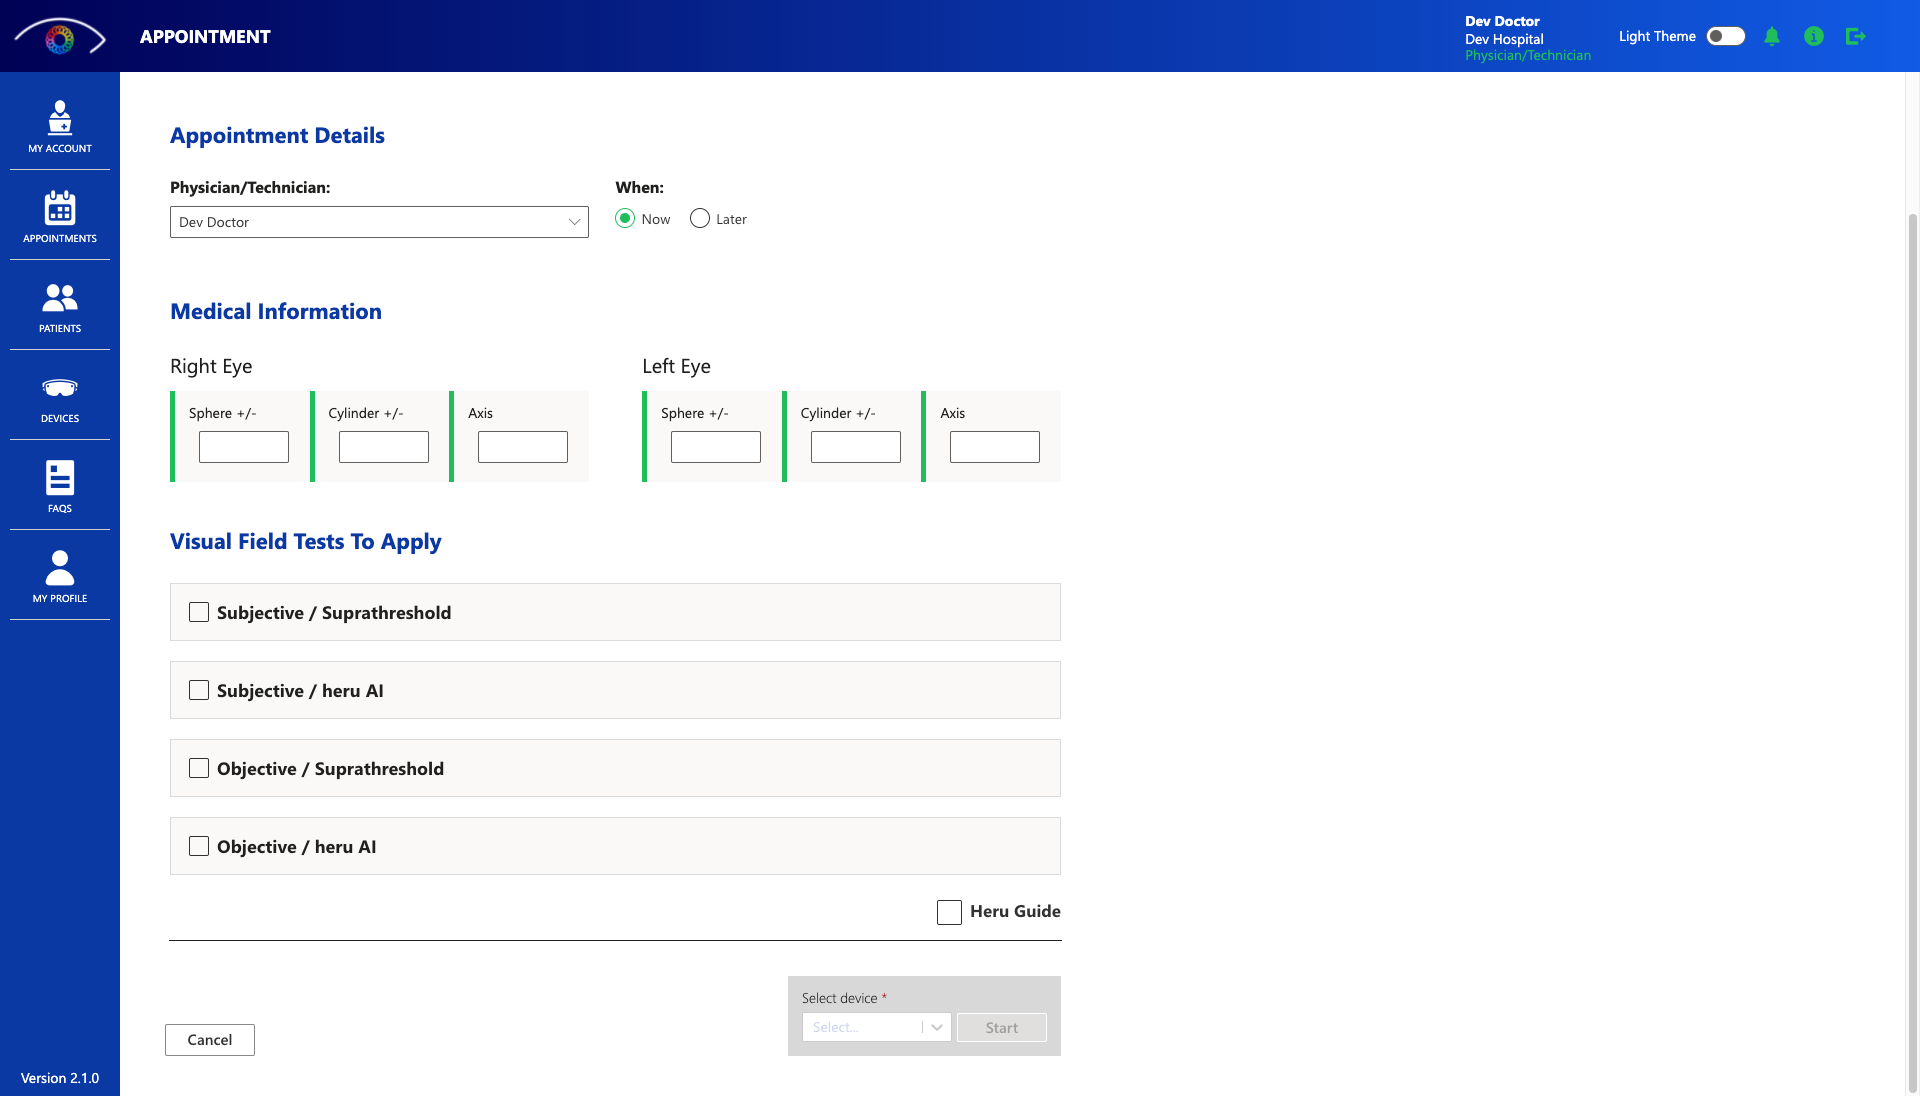 APPOINTMENT
Dev Doctor
Dev Hospital
Physician/Technician
Light Theme
MY ACCOUNT
APPOINTMENTS
PATIENTS
DEVICES
FAQS
MY PROFILE
Version 2.1.0
Appointment Details
Physician/Technician:
When:
Dev Doctor
Now
Later
Medical Information
Right Eye
Left Eye
Sphere +/-
Cylinder +/-
Axis
Sphere +/-
Cylinder +/-
Axis
Visual Field Tests To Apply
Subjective / Suprathreshold
Subjective / heru AI
Objective / Suprathreshold
Objective / heru AI
Heru Guide
Select device *
Select...
Start
Cancel